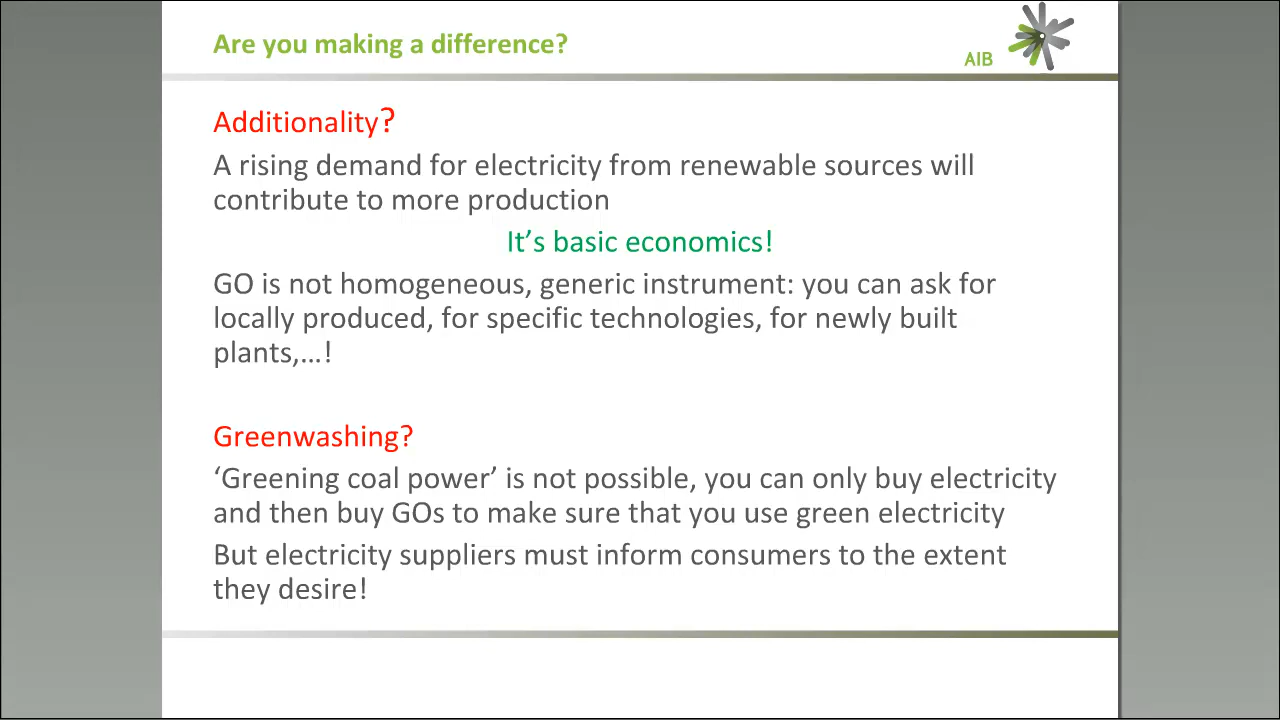 Are you making a difference?
AIB
Additionality?
A rising demand for electricity from renewable sources will
contribute to more production
It’s basic economics!
GO is not homogeneous, generic instrument: you can ask for
locally produced, for specific technologies, for newly built
plants,…!
Greenwashing?
‘Greening coal power’ is not possible, you can only buy electricity
and then buy GOs to make sure that you use green electricity
But electricity suppliers must inform consumers to the extent
they desire!